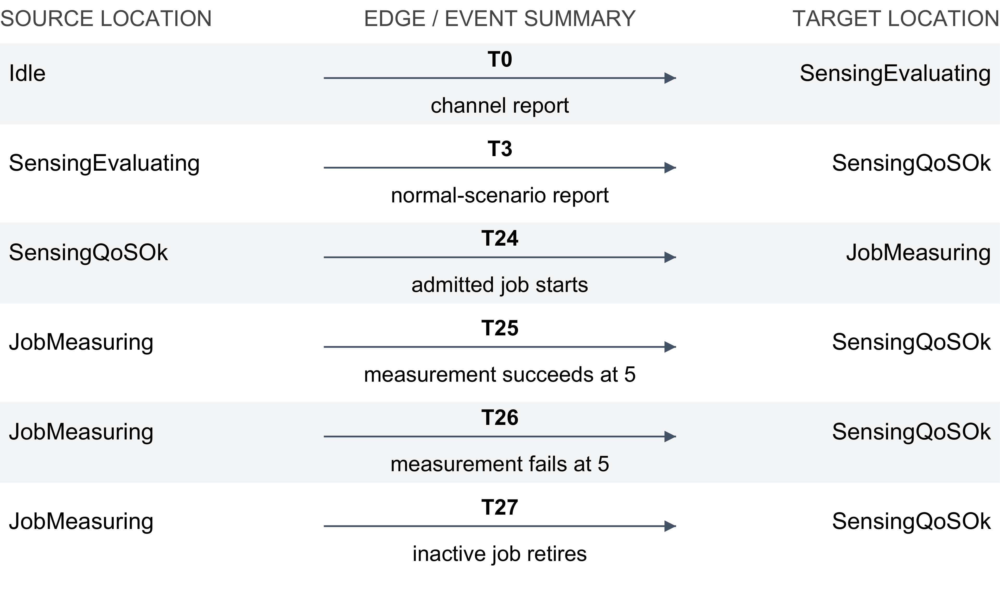 SOURCE LOCATION EDGE / EVENT SUMMARY TARGET LOCATION
T0
Idle SensingEvaluating
channel report
T3
SensingEvaluating SensingQoSOk
normal-scenario report
T24
SensingQoSOk JobMeasuring
admitted job starts
T25
JobMeasuring SensingQoSOk
measurement succeeds at 5
T26
JobMeasuring SensingQoSOk
measurement fails at 5
T27
JobMeasuring SensingQoSOk
inactive job retires